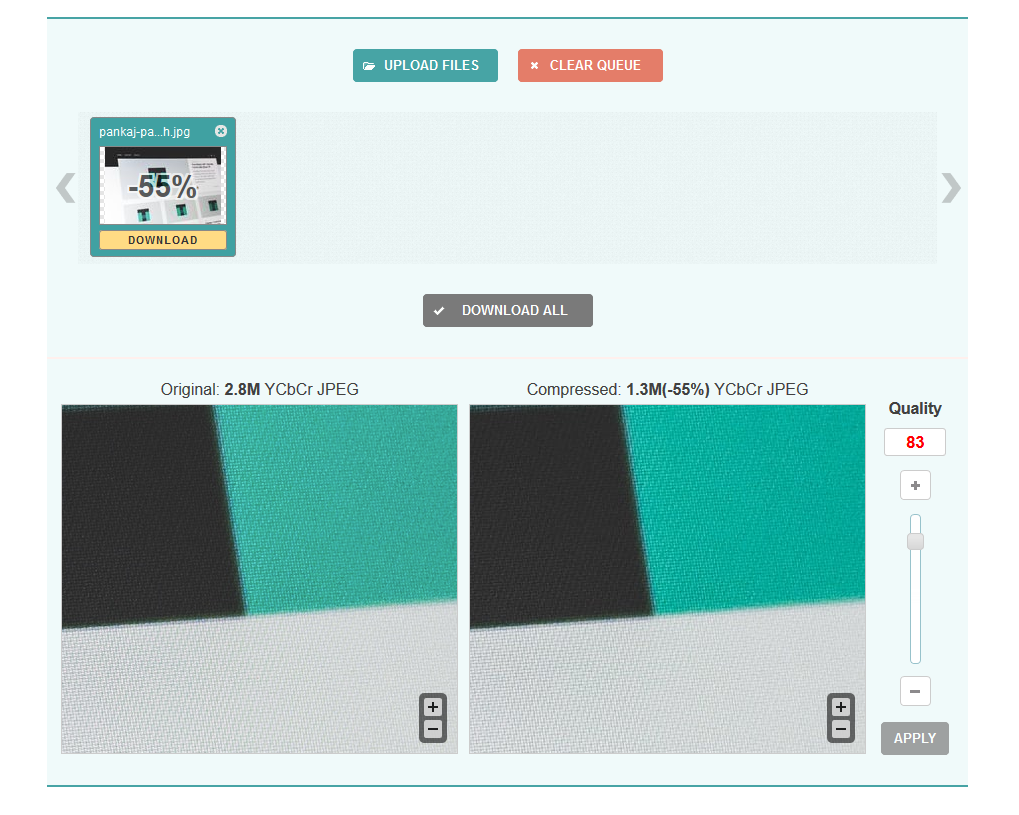 UPLOAD FILES
CLEAR QUEUE
pankaj-pa...h.jpg
-55%
DOWNLOAD
DOWNLOAD ALL
Original: 2.8M YCbCr JPEG
Compressed: 1.3M(-55%) YCbCr JPEG
Quality
83
APPLY